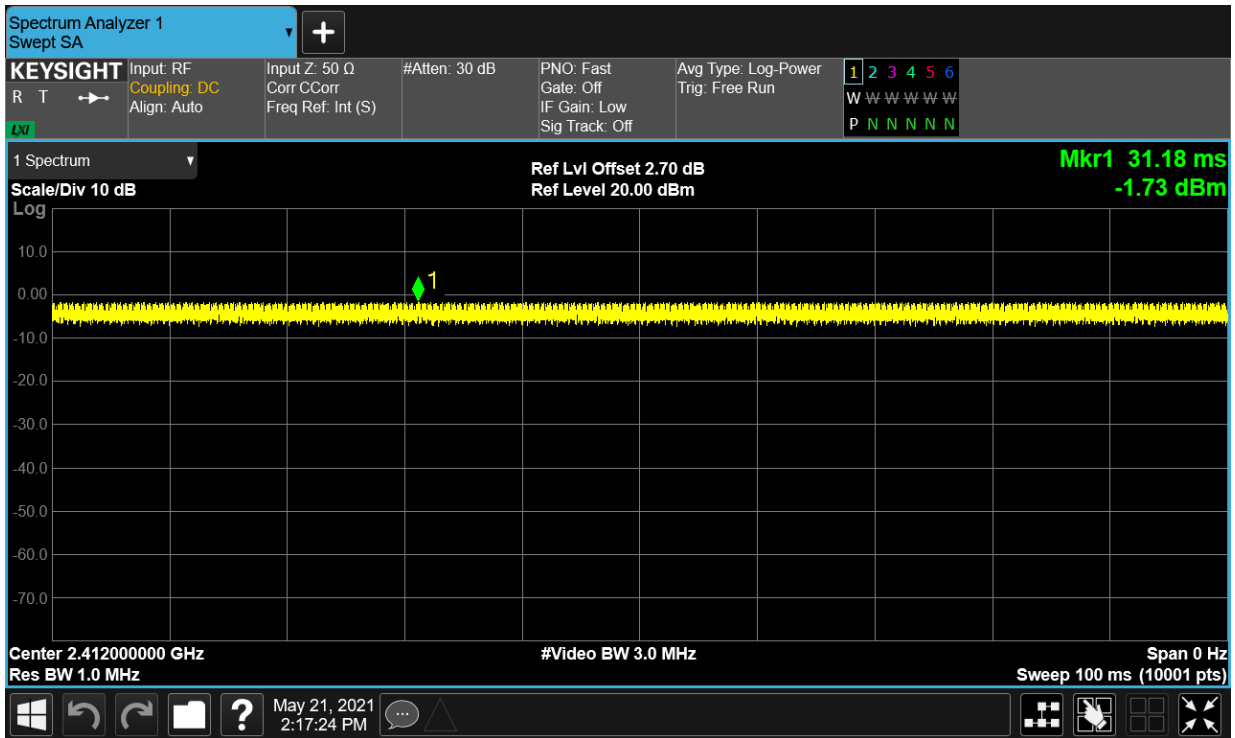 Spectrum Analyzer 1
Swept SA
KEYSIGHT
R T
LXI
Input: RF
Coupling: DC
Align: Auto
Input Z: 50 Ω
Corr CCorr
Freq Ref: Int (S)
#Atten: 30 dB
PNO: Fast
Gate: Off
IF Gain: Low
Sig Track: Off
Avg Type: Log-Power
Trig: Free Run
1 2 3 4 5 6
W W W W W W
P N N N N N
1 Spectrum
Scale/Div 10 dB
Log
Ref Lvl Offset 2.70 dB
Ref Level 20.00 dBm
Mkr1 31.18 ms
-1.73 dBm
1
10.0
0.00
-10.0
-20.0
-30.0
-40.0
-50.0
-60.0
-70.0
Center 2.412000000 GHz
Res BW 1.0 MHz
#Video BW 3.0 MHz
Span 0 Hz
Sweep 100 ms (10001 pts)
?
May 21, 2021
2:17:24 PM